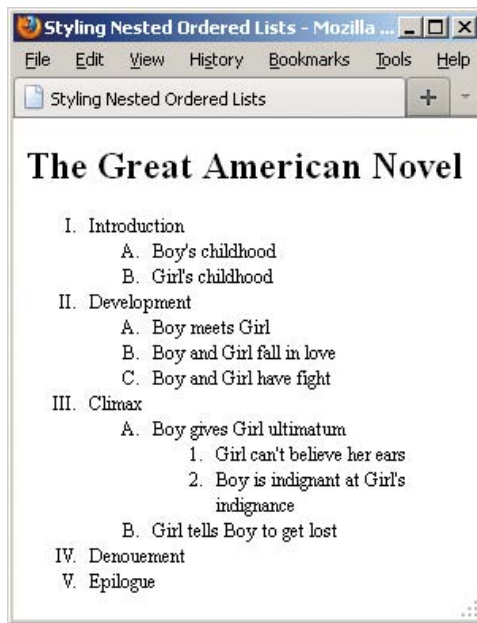 Styling Nested Ordered Lists - Mozilla ...
File Edit View History Bookmarks Tools Help
Styling Nested Ordered Lists
The Great American Novel
I. Introduction
A. Boy's childhood
B. Girl's childhood
II. Development
A. Boy meets Girl
B. Boy and Girl fall in love
C. Boy and Girl have fight
III. Climax
A. Boy gives Girl ultimatum
1. Girl can't believe her ears
2. Boy is indignant at Girl's
indignance
B. Girl tells Boy to get lost
IV. Denouement
V. Epilogue